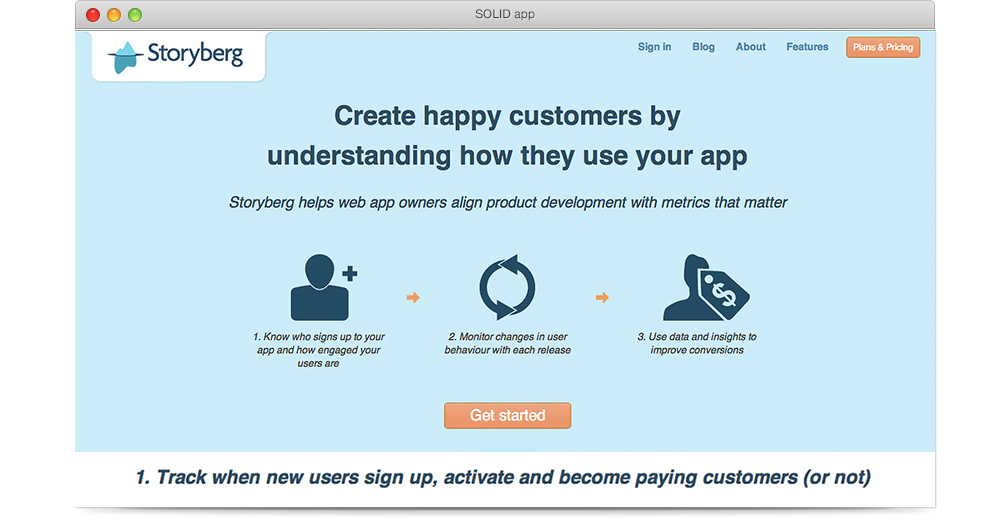 SOLID app
Storyberg
Sign in Blog About Features Plans & Pricing
Create happy customers by
understanding how they use your app
Storyberg helps web app owners align product development with metrics that matter
$
1. Know who signs up to your
app and how engaged your
users are
2. Monitor changes in user
behaviour with each release
3. Use data and insights to
improve conversions
Get started
1. Track when new users sign up, activate and become paying customers (or not)